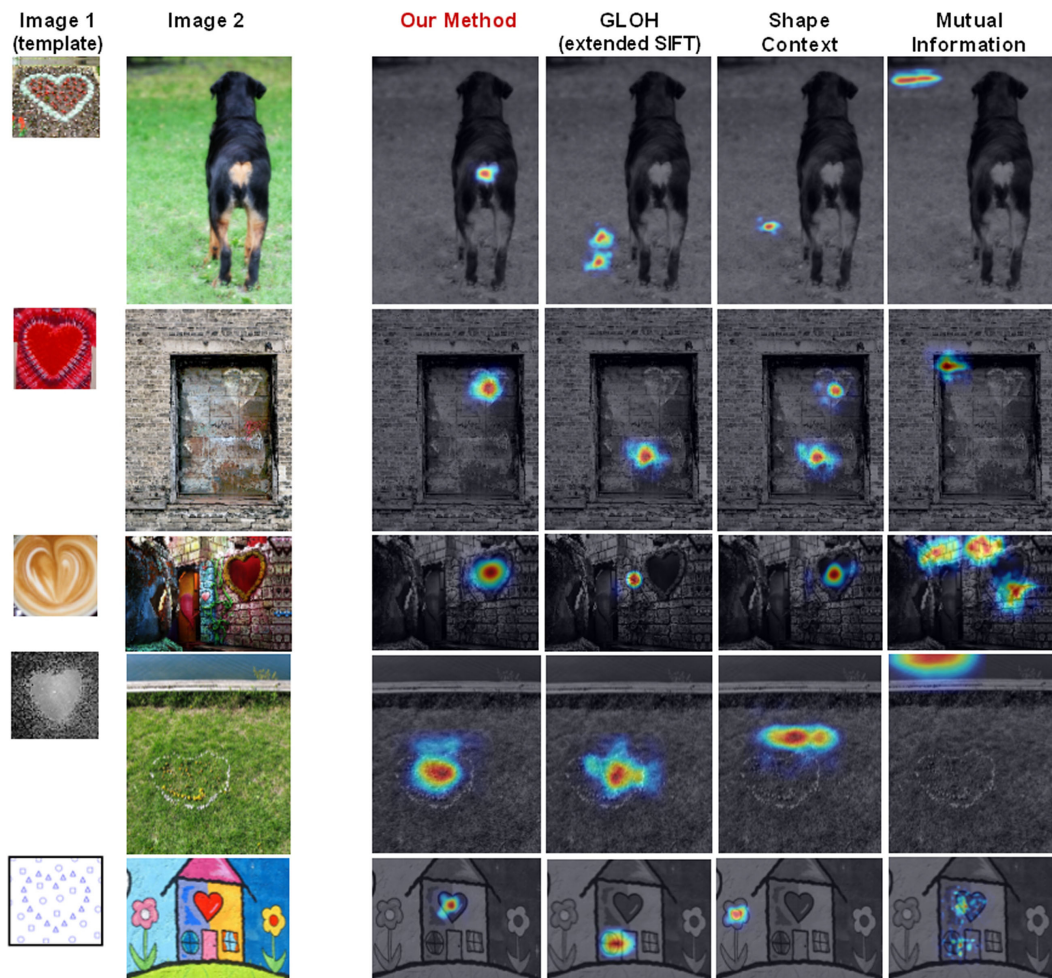 Image 1
(template)
Image 2
Our Method
GLOH
(extended SIFT)
Shape
Context
Mutual
Information